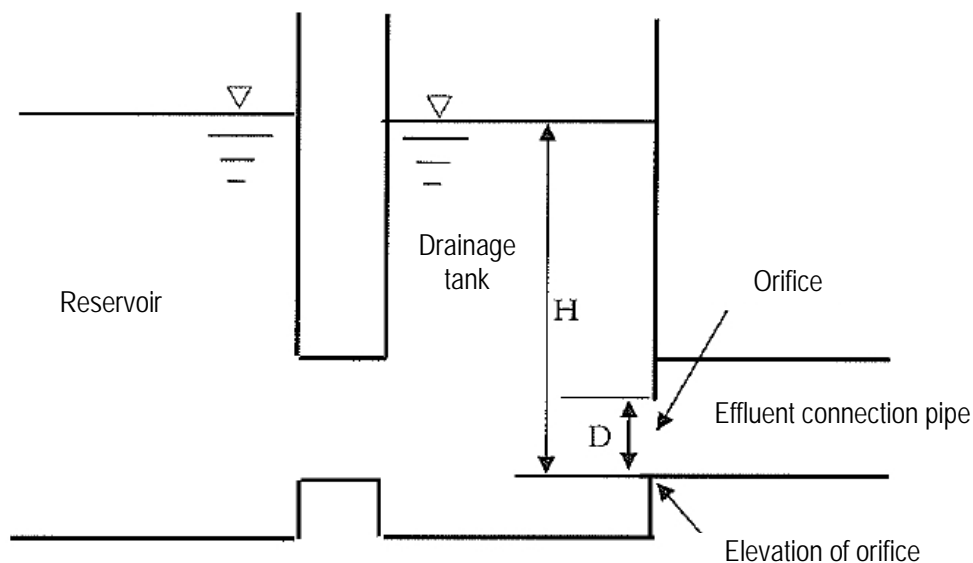 Drainage
tank
Reservoir
H
Orifice
D
Effluent connection pipe
Elevation of orifice